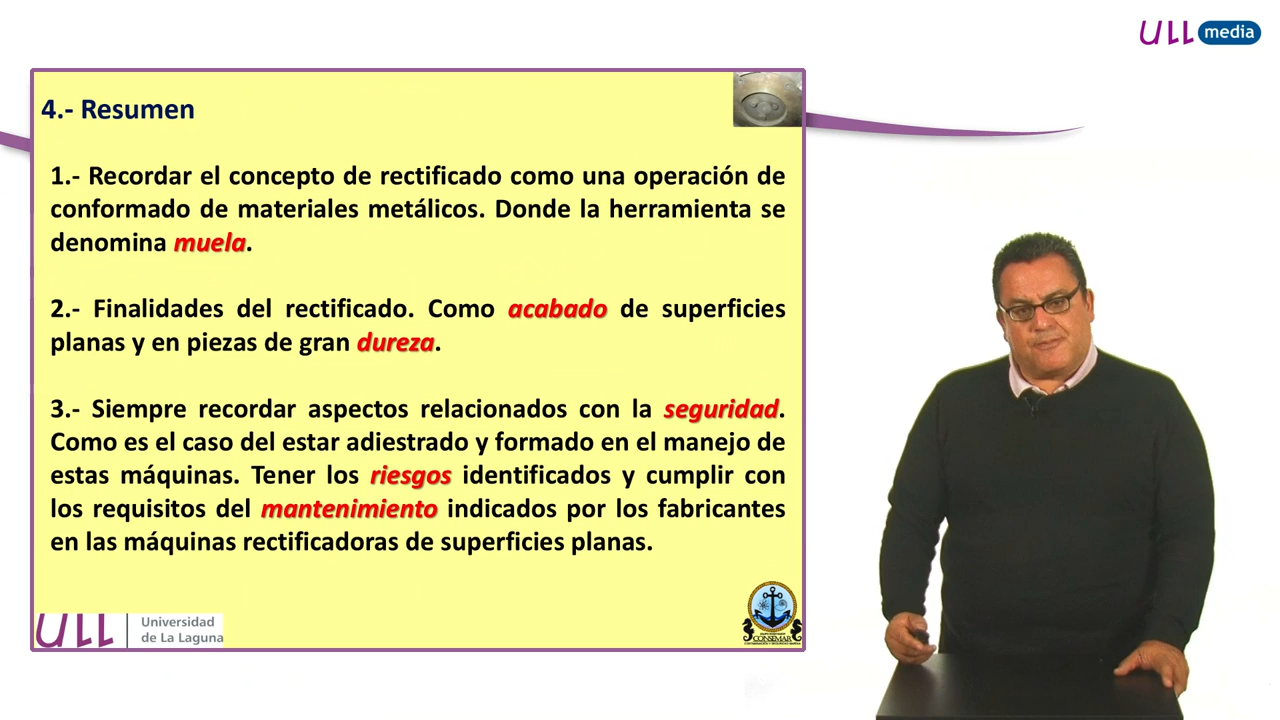 ULL media
4.- Resumen
1.- Recordar el concepto de rectificado como una operación de
conformado de materiales metálicos. Donde la herramienta se
denomina muela.
2.- Finalidades del rectificado. Como acabado de superficies
planas y en piezas de gran dureza.
3.- Siempre recordar aspectos relacionados con la seguridad.
Como es el caso del estar adiestrado y formado en el manejo de
estas máquinas. Tener los riesgos identificados y cumplir con
los requisitos del mantenimiento indicados por los fabricantes
en las máquinas rectificadoras de superficies planas.
ULL
Universidad
de La Laguna
CONSEMAR